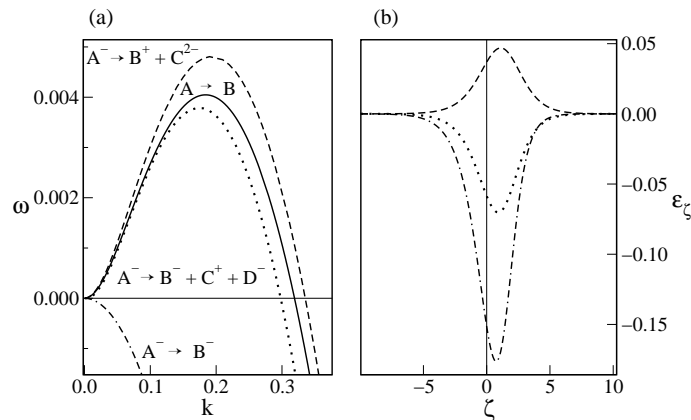 (a)
(b)
A⁻ → B⁺ + C²⁻
A → B
A⁻ → B⁻ + C⁺ + D⁻
A⁻ → B⁻
ω
0.004
0.002
0.000
0.0 0.1 0.2 0.3
k
0.05
0.00
−0.05
−0.10
−0.15
ε_ζ
−5 0 5 10
ζ